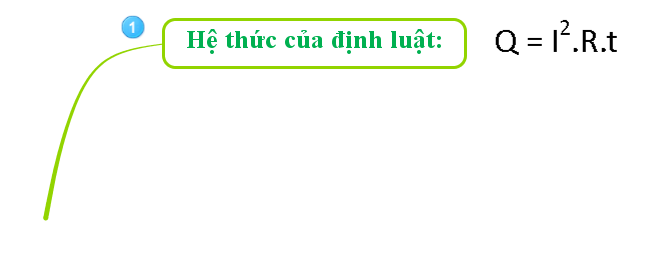 1
Hệ thức của định luật: Q = I².R.t